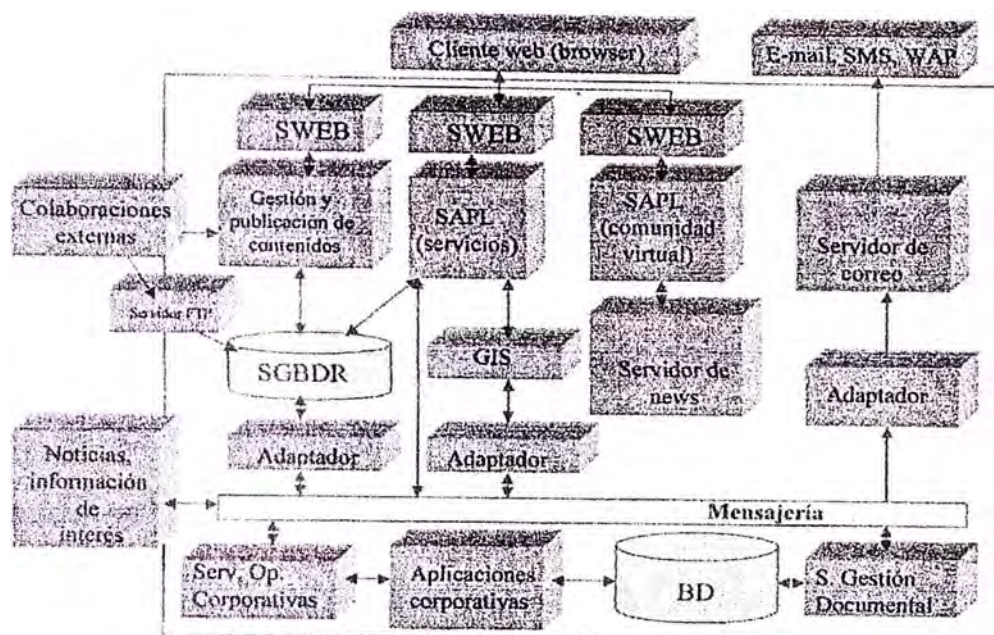 Cliente web (browser)
E-mail, SMS, WAP
SWEB
SWEB
SWEB
Colaboraciones
externas
Gestión y
publicación de
contenidos
SAPL
(servicios)
SAPL
(comunidad
virtual)
Servidor de
correo
Servidor FTP
SGBDR
GIS
Servidor de
news
Adaptador
Noticias,
información
de
interés
Adaptador
Adaptador
Mensajería
Serv. Op.
Corporativas
Aplicaciones
corporativas
BD
S. Gestión
Documental